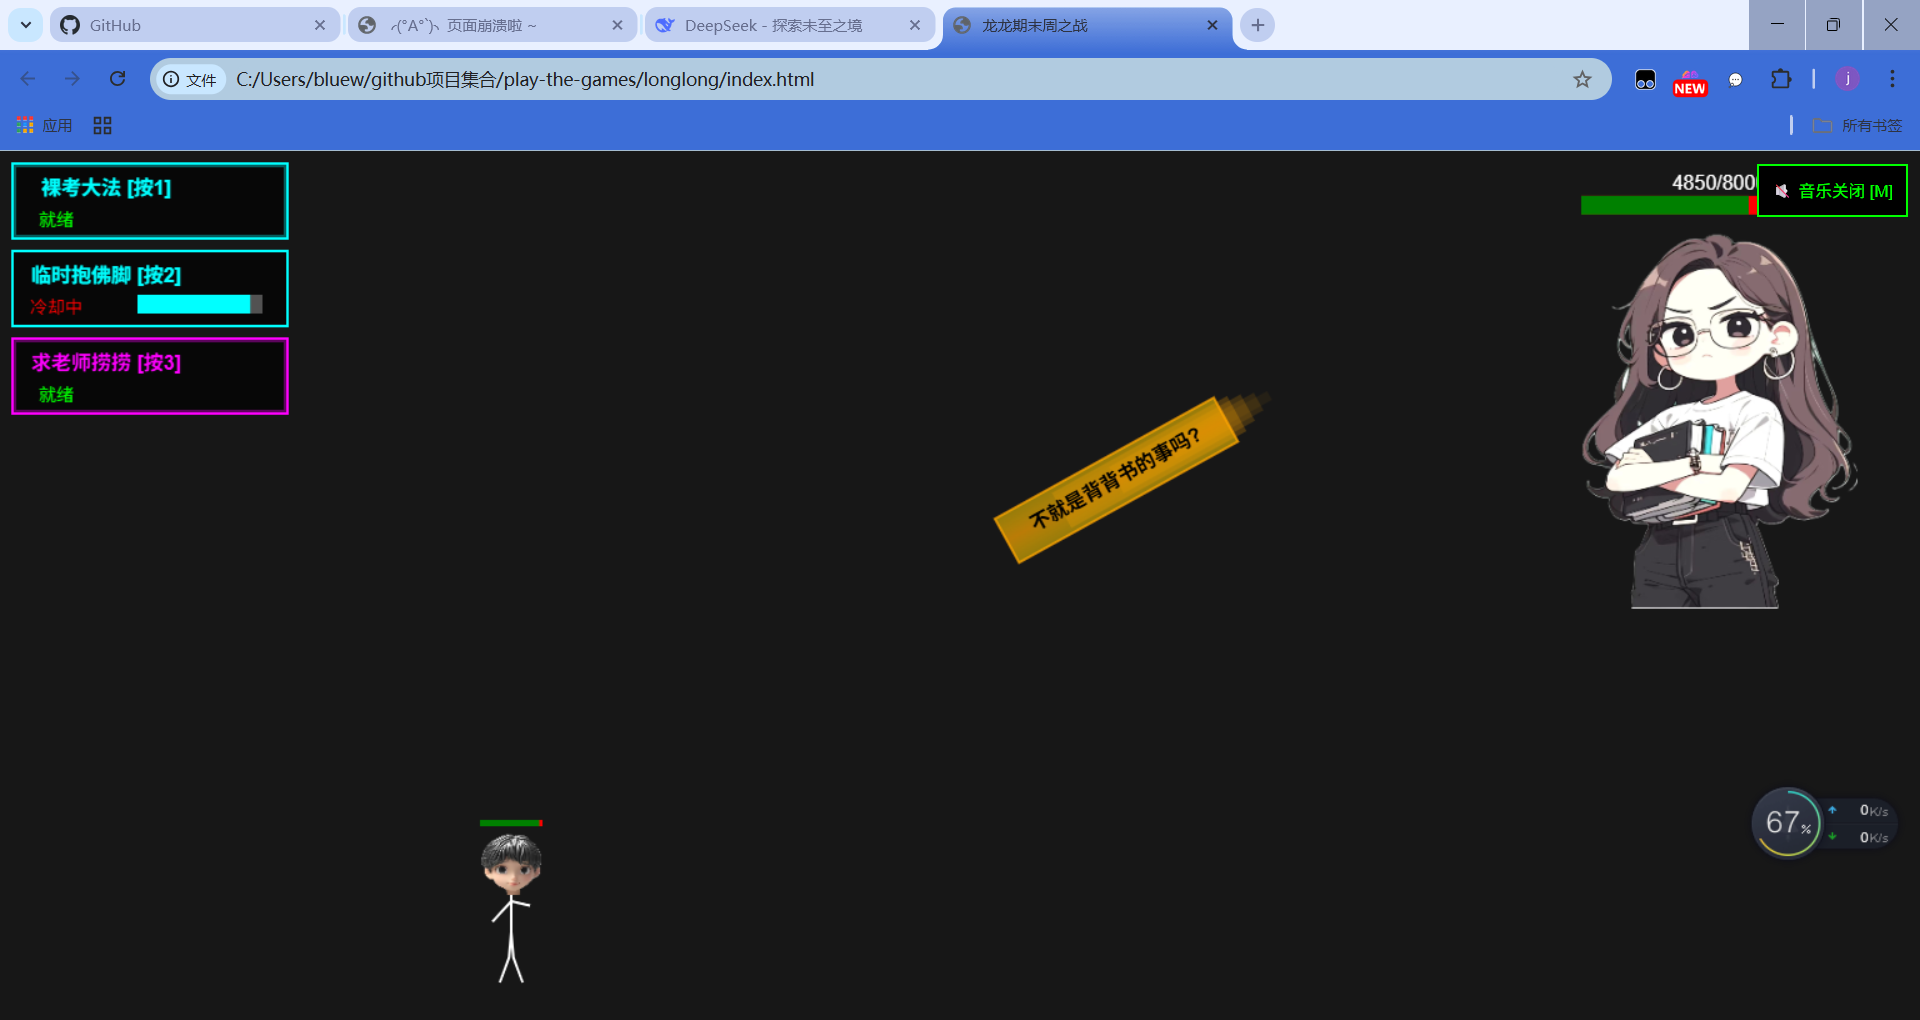 GitHub
╭(°A°`)╮ 页面崩溃啦 ~
DeepSeek - 探索未至之境
龙龙期末周之战
文件
C:/Users/bluew/github项目集合/play-the-games/longlong/index.html
NEW
j
应用
所有书签
裸考大法 [按1]
就绪
临时抱佛脚 [按2]
冷却中
求老师捞捞 [按3]
就绪
4850/800
音乐关闭 [M]
不就是背背书的事吗？
67%
0K/s
0K/s